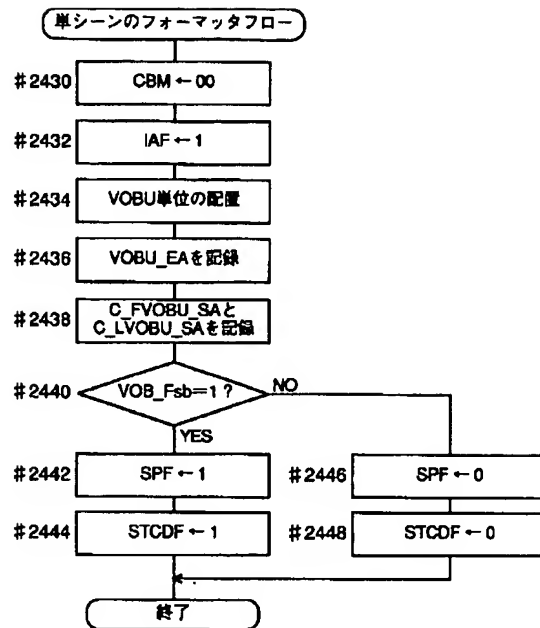 単シーンのフォーマッタフロー
#2430 CBM ← 00
#2432 IAF ← 1
#2434 VOBU単位の配置
#2436 VOBU_EAを記録
#2438 C_FVOBU_SAと
C_LVOBU_SAを記録
#2440 VOB_Fsb=1 ? NO
YES
#2442 SPF ← 1 #2446 SPF ← 0
#2444 STCDF ← 1 #2448 STCDF ← 0
終了